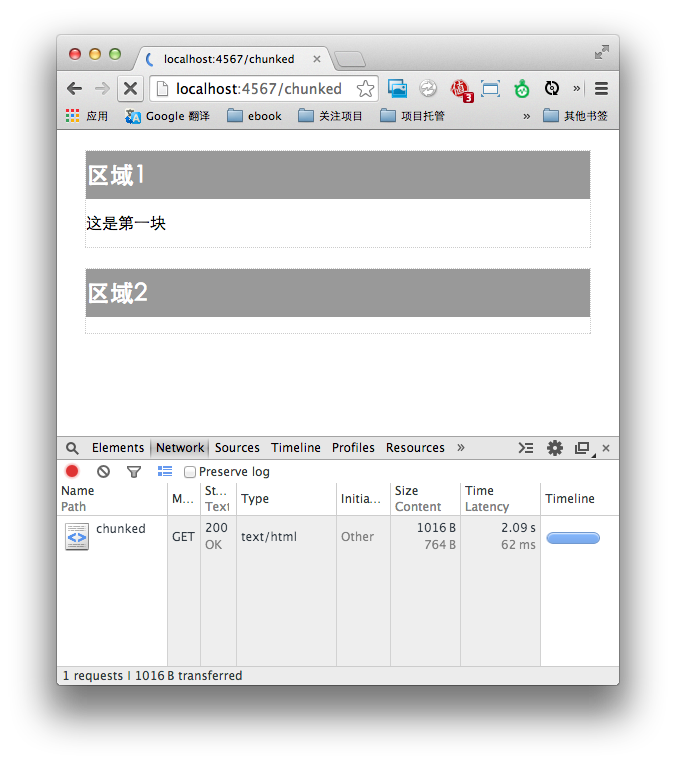 localhost:4567/chunked
localhost:4567/chunked
值 3
应用 Google 翻译 ebook 关注项目 项目托管 » 其他书签
区域1
这是第一块
区域2
Elements Network Sources Timeline Profiles Resources »
Preserve log
Name M... St... Type Initia... Size Time Timeline
Path Text Content Latency
chunked GET 200 text/html Other 1016 B 2.09 s
OK 764 B 62 ms
1 requests | 1016 B transferred